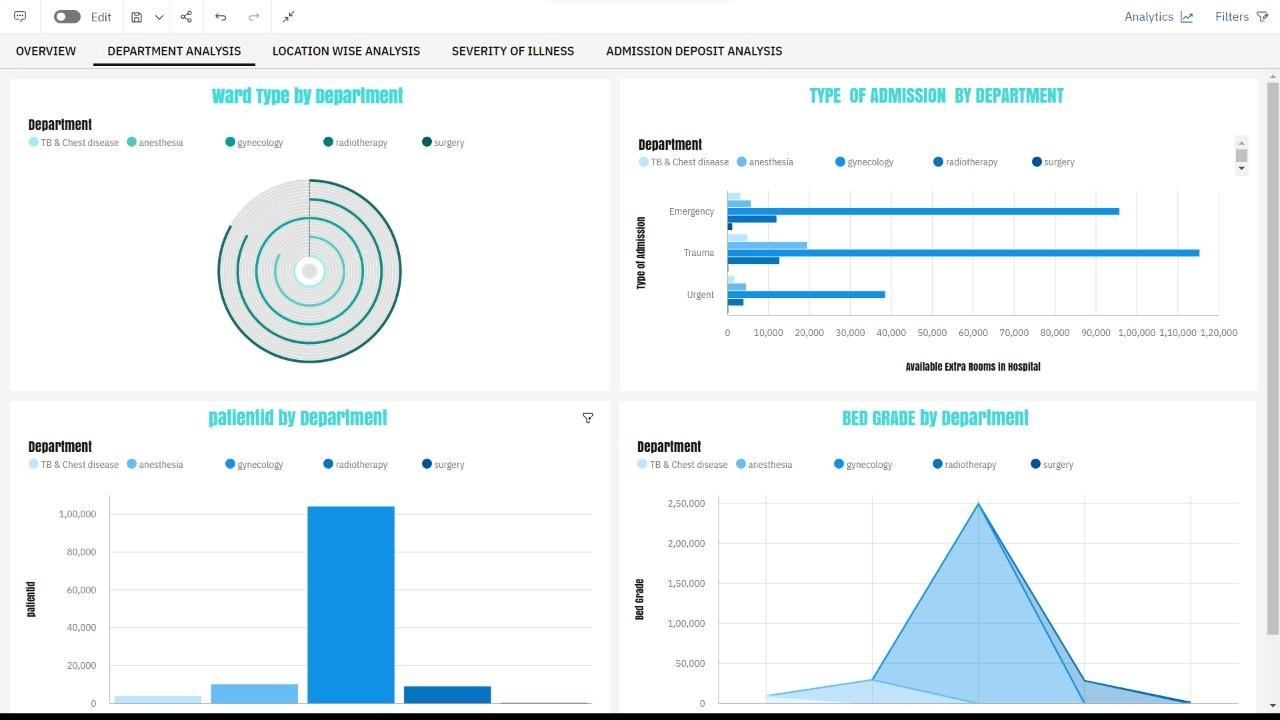 Edit
Analytics
Filters
OVERVIEW
DEPARTMENT ANALYSIS
LOCATION WISE ANALYSIS
SEVERITY OF ILLNESS
ADMISSION DEPOSIT ANALYSIS
Ward Type by Department
Department
TB & Chest disease
anesthesia
gynecology
radiotherapy
surgery
TYPE OF ADMISSION BY DEPARTMENT
Department
TB & Chest disease
anesthesia
gynecology
radiotherapy
surgery
Type of Admission
Emergency
Trauma
Urgent
0
10,000
20,000
30,000
40,000
50,000
60,000
70,000
80,000
90,000
1,00,000
1,10,000
1,20,000
Available Extra Rooms in Hospital
patientid by Department
Department
TB & Chest disease
anesthesia
gynecology
radiotherapy
surgery
patientid
1,00,000
80,000
60,000
40,000
20,000
0
BED GRADE by Department
Department
TB & Chest disease
anesthesia
gynecology
radiotherapy
surgery
Bed Grade
2,50,000
2,00,000
1,50,000
1,00,000
50,000
0